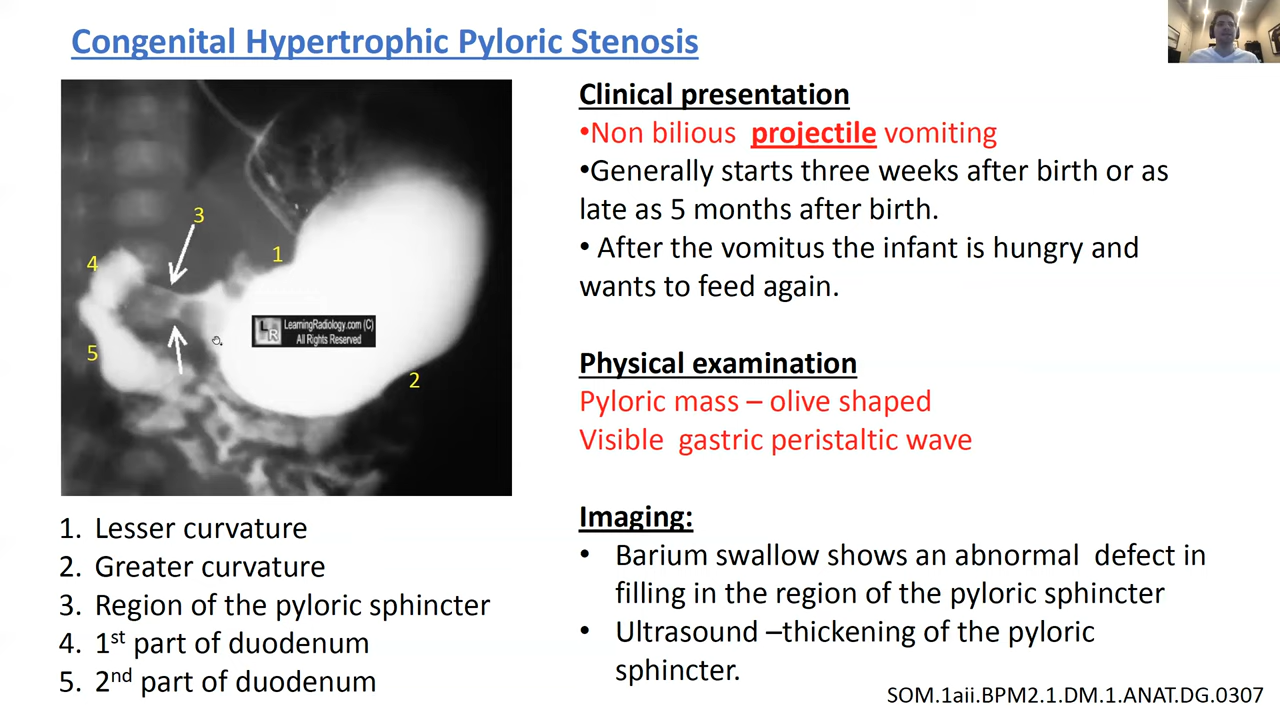 Congenital Hypertrophic Pyloric Stenosis
3
1
4
5
2
LR
LearningRadiology.com (C)
All Rights Reserved
1. Lesser curvature
2. Greater curvature
3. Region of the pyloric sphincter
4. 1st part of duodenum
5. 2nd part of duodenum
Clinical presentation
•Non bilious projectile vomiting
•Generally starts three weeks after birth or as
late as 5 months after birth.
• After the vomitus the infant is hungry and
wants to feed again.
Physical examination
Pyloric mass – olive shaped
Visible gastric peristaltic wave
Imaging:
• Barium swallow shows an abnormal defect in
filling in the region of the pyloric sphincter
• Ultrasound –thickening of the pyloric
sphincter.
SOM.1aii.BPM2.1.DM.1.ANAT.DG.0307